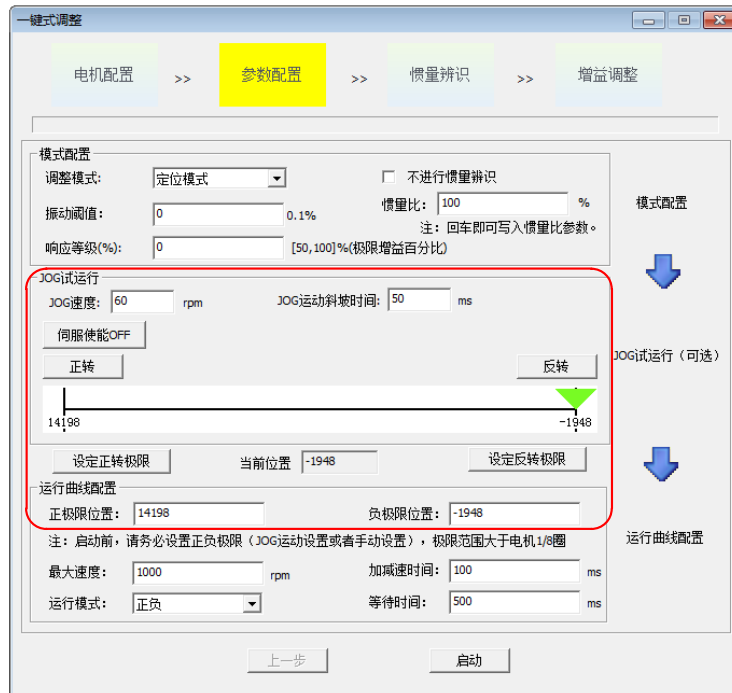 一键式调整
电机配置 >> 参数配置 >> 惯量辨识 >> 增益调整
模式配置
调整模式: 定位模式 不进行惯量辨识
惯量比: 100 %
振动阈值: 0 0.1%
注: 回车即可写入惯量比参数。
响应等级(%): 0 [50,100]%(极限增益百分比)
模式配置
JOG试运行
JOG速度: 60 rpm JOG运动斜坡时间: 50 ms
伺服使能OFF
正转 反转
JOG试运行（可选）
14198 -1948
设定正转极限 当前位置 -1948 设定反转极限
运行曲线配置
正极限位置: 14198 负极限位置: -1948
注: 启动前, 请务必设置正负极限（JOG运动设置或者手动设置）, 极限范围大于电机1/8圈
运行曲线配置
最大速度: 1000 rpm 加减速时间: 100 ms
运行模式: 正负 等待时间: 500 ms
上一步 启动